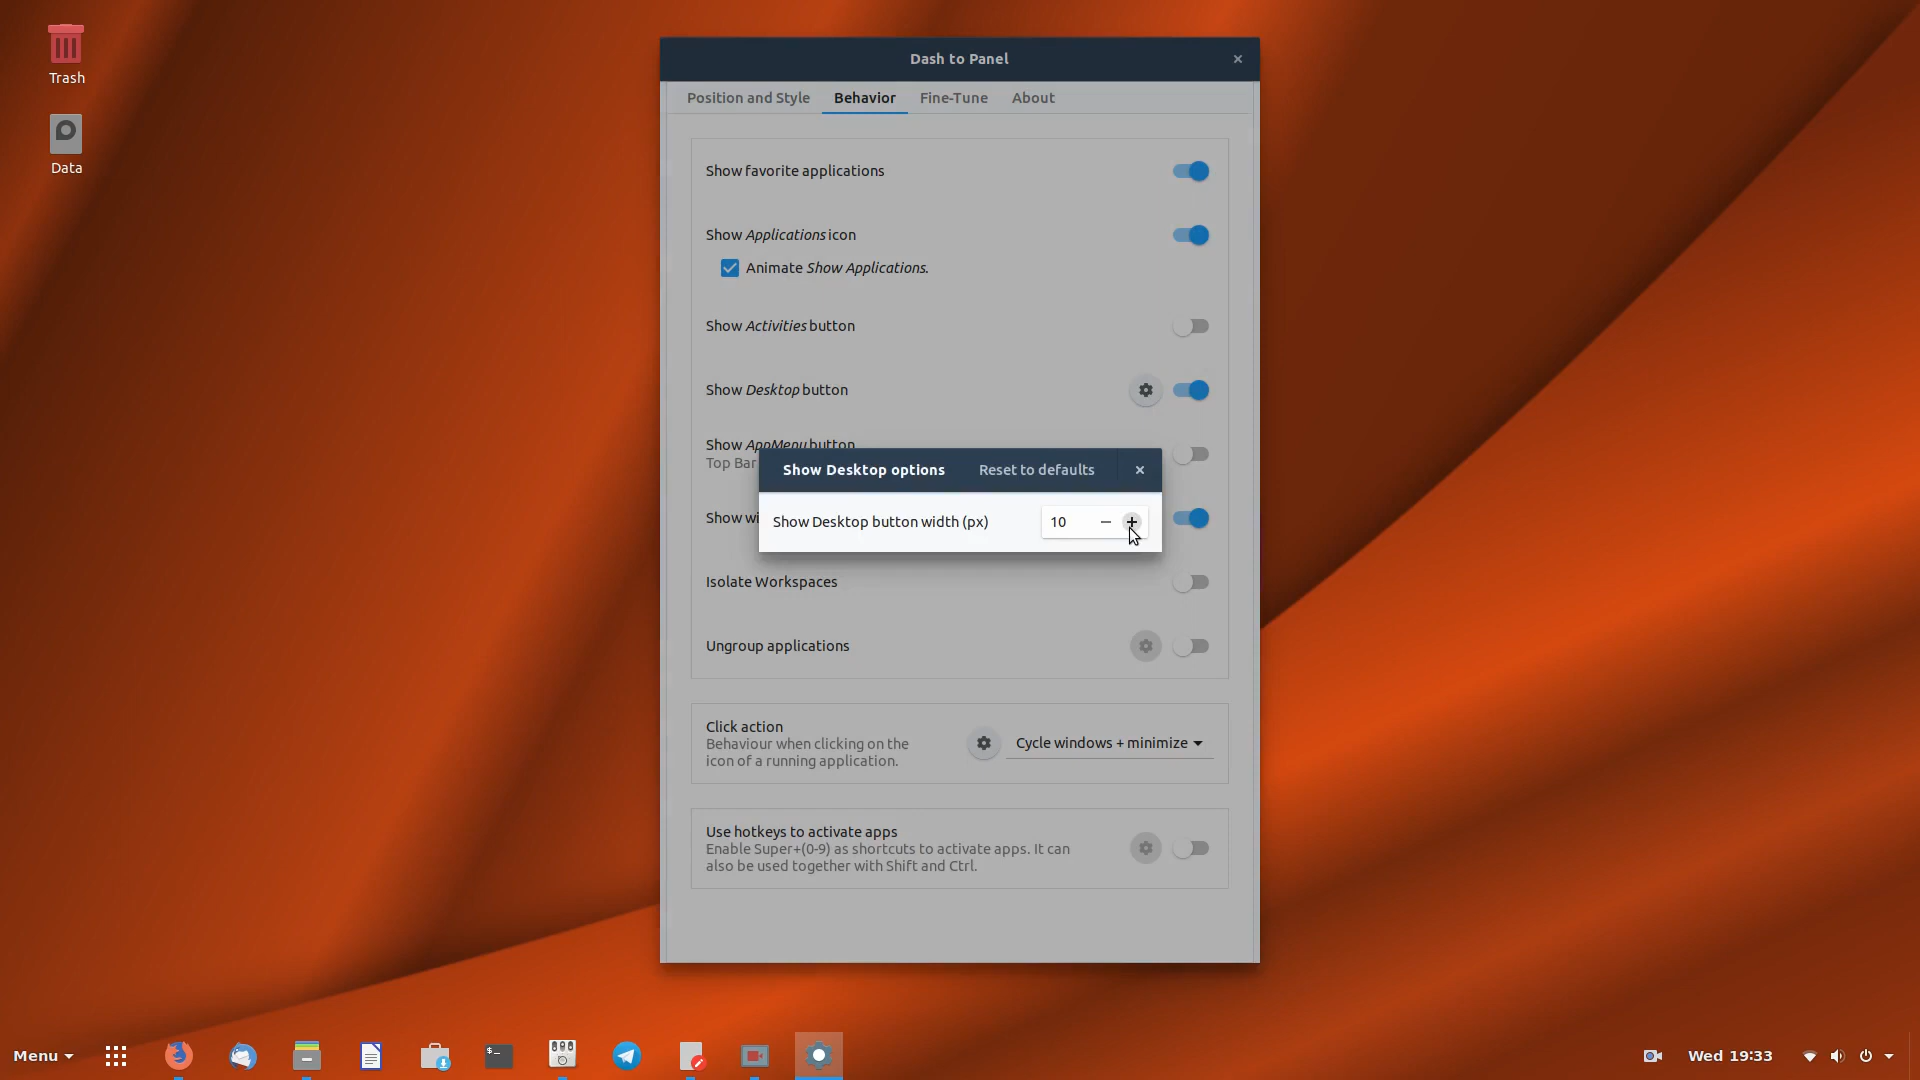 Trash
Data
Dash to Panel
Position and Style Behavior Fine-Tune About
Show favorite applications
Show Applications icon
Animate Show Applications.
Show Activities button
Show Desktop button
Show AppMenu button
Top Bar
Show Desktop options Reset to defaults
Show wi
Show Desktop button width (px) 10
Isolate Workspaces
Ungroup applications
Click action
Behaviour when clicking on the
icon of a running application.
Cycle windows + minimize
Use hotkeys to activate apps
Enable Super+(0-9) as shortcuts to activate apps. It can
also be used together with Shift and Ctrl.
Menu
Wed 19:33